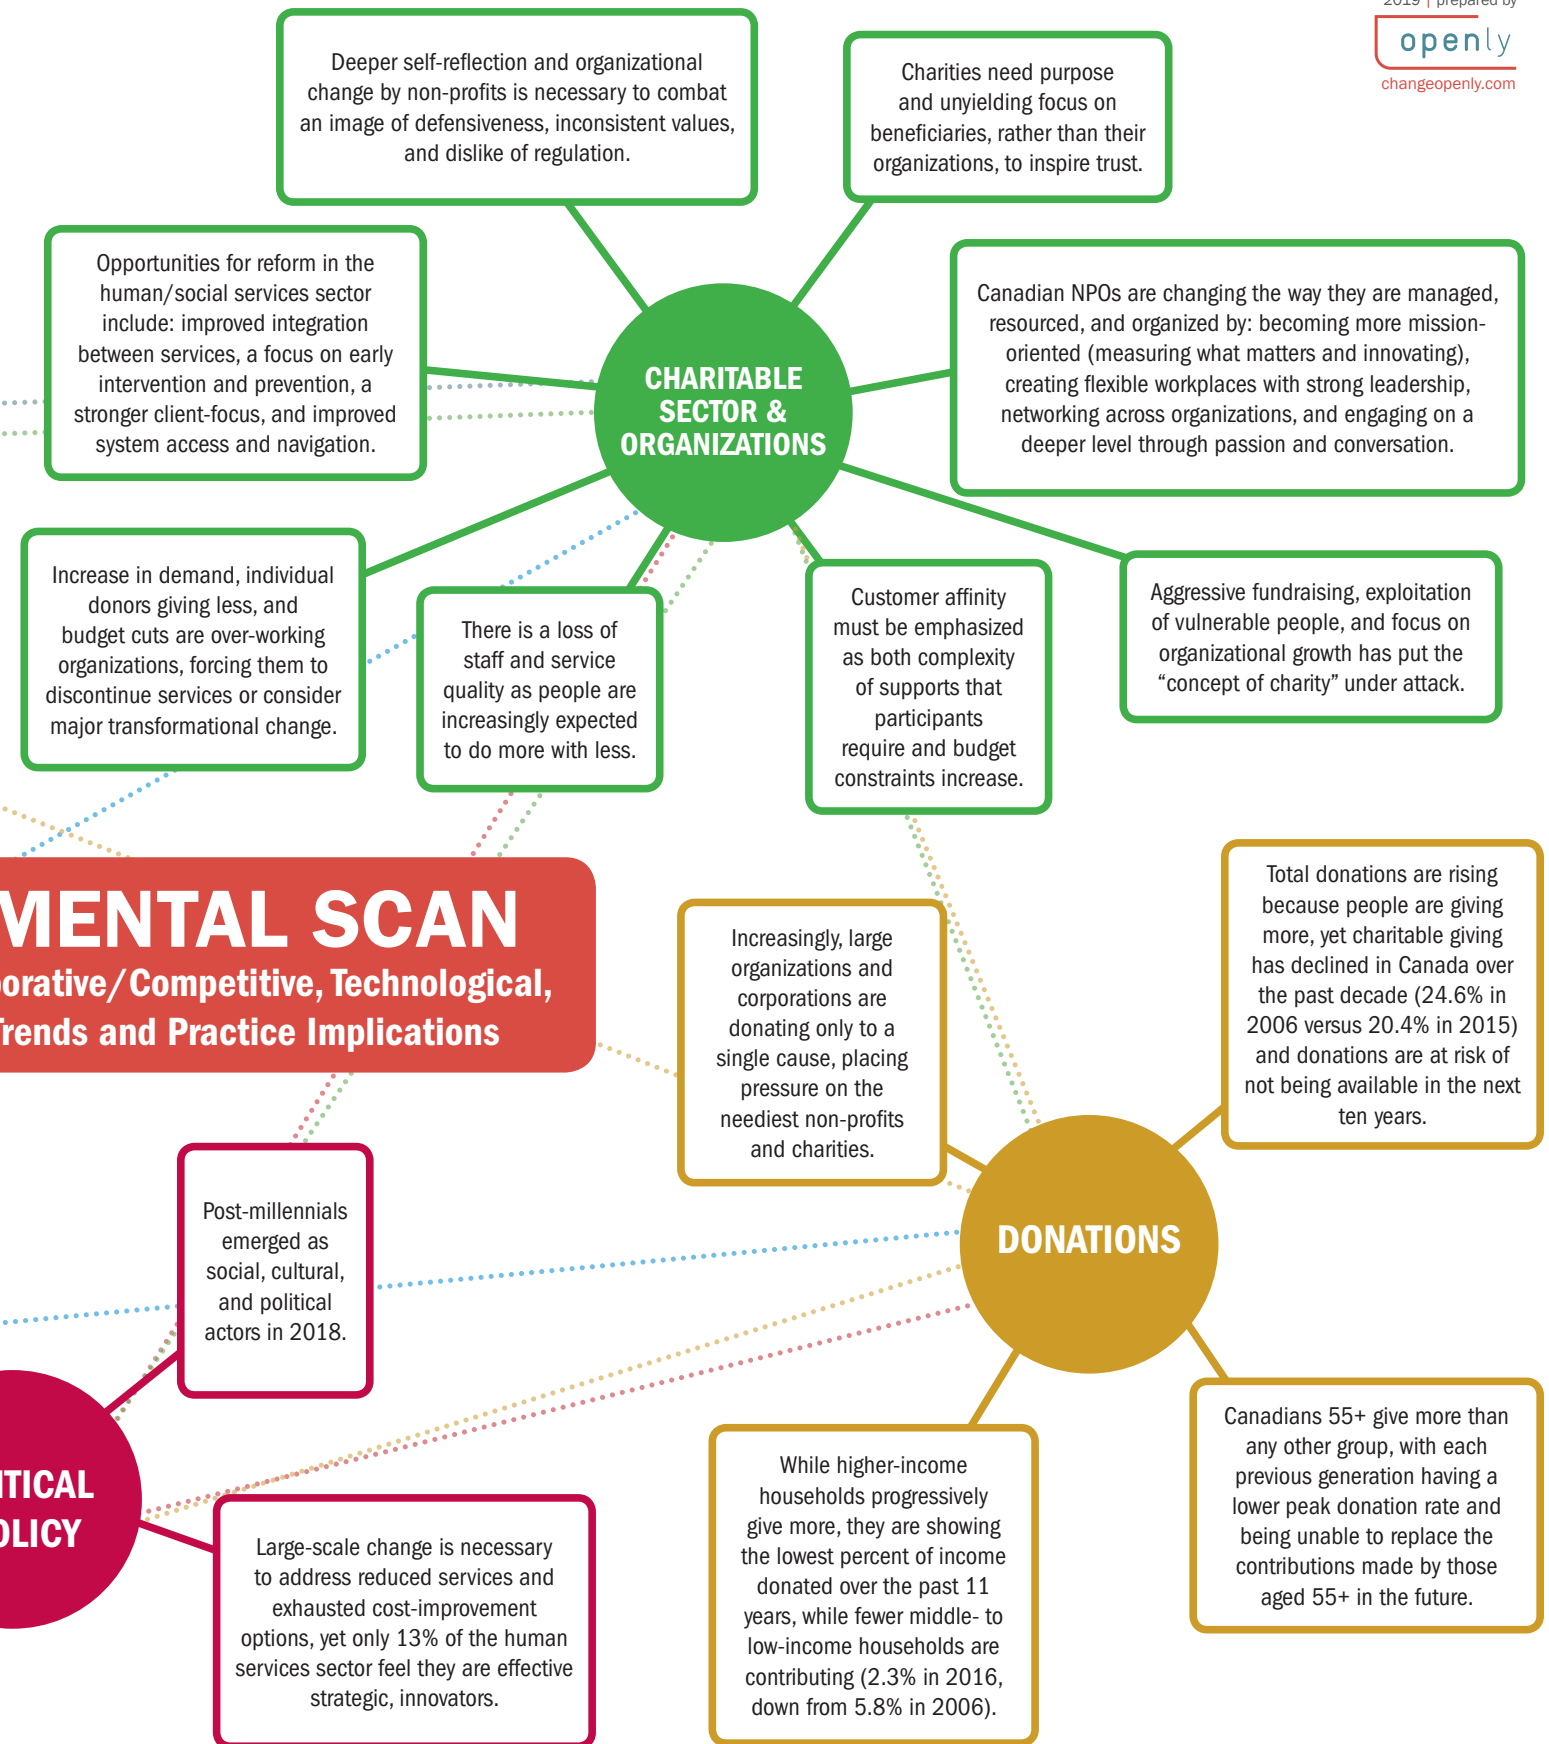 2019 | prepared by
openly
changeopenly.com
Deeper self-reflection and organizational
change by non-profits is necessary to combat
an image of defensiveness, inconsistent values,
and dislike of regulation.
Charities need purpose
and unyielding focus on
beneficiaries, rather than their
organizations, to inspire trust.
Opportunities for reform in the
human/social services sector
include: improved integration
between services, a focus on early
intervention and prevention, a
stronger client-focus, and improved
system access and navigation.
Canadian NPOs are changing the way they are managed,
resourced, and organized by: becoming more mission-
oriented (measuring what matters and innovating),
creating flexible workplaces with strong leadership,
networking across organizations, and engaging on a
deeper level through passion and conversation.
CHARITABLE
SECTOR &
ORGANIZATIONS
Increase in demand, individual
donors giving less, and
budget cuts are over-working
organizations, forcing them to
discontinue services or consider
major transformational change.
There is a loss of
staff and service
quality as people are
increasingly expected
to do more with less.
Customer affinity
must be emphasized
as both complexity
of supports that
participants
require and budget
constraints increase.
Aggressive fundraising, exploitation
of vulnerable people, and focus on
organizational growth has put the
“concept of charity” under attack.
MENTAL SCAN
orative/Competitive, Technological,
Trends and Practice Implications
Increasingly, large
organizations and
corporations are
donating only to a
single cause, placing
pressure on the
neediest non-profits
and charities.
Total donations are rising
because people are giving
more, yet charitable giving
has declined in Canada over
the past decade (24.6% in
2006 versus 20.4% in 2015)
and donations are at risk of
not being available in the next
ten years.
DONATIONS
Post-millennials
emerged as
social, cultural,
and political
actors in 2018.
ITICAL
OLICY
Large-scale change is necessary
to address reduced services and
exhausted cost-improvement
options, yet only 13% of the human
services sector feel they are effective
strategic, innovators.
While higher-income
households progressively
give more, they are showing
the lowest percent of income
donated over the past 11
years, while fewer middle- to
low-income households are
contributing (2.3% in 2016,
down from 5.8% in 2006).
Canadians 55+ give more than
any other group, with each
previous generation having a
lower peak donation rate and
being unable to replace the
contributions made by those
aged 55+ in the future.